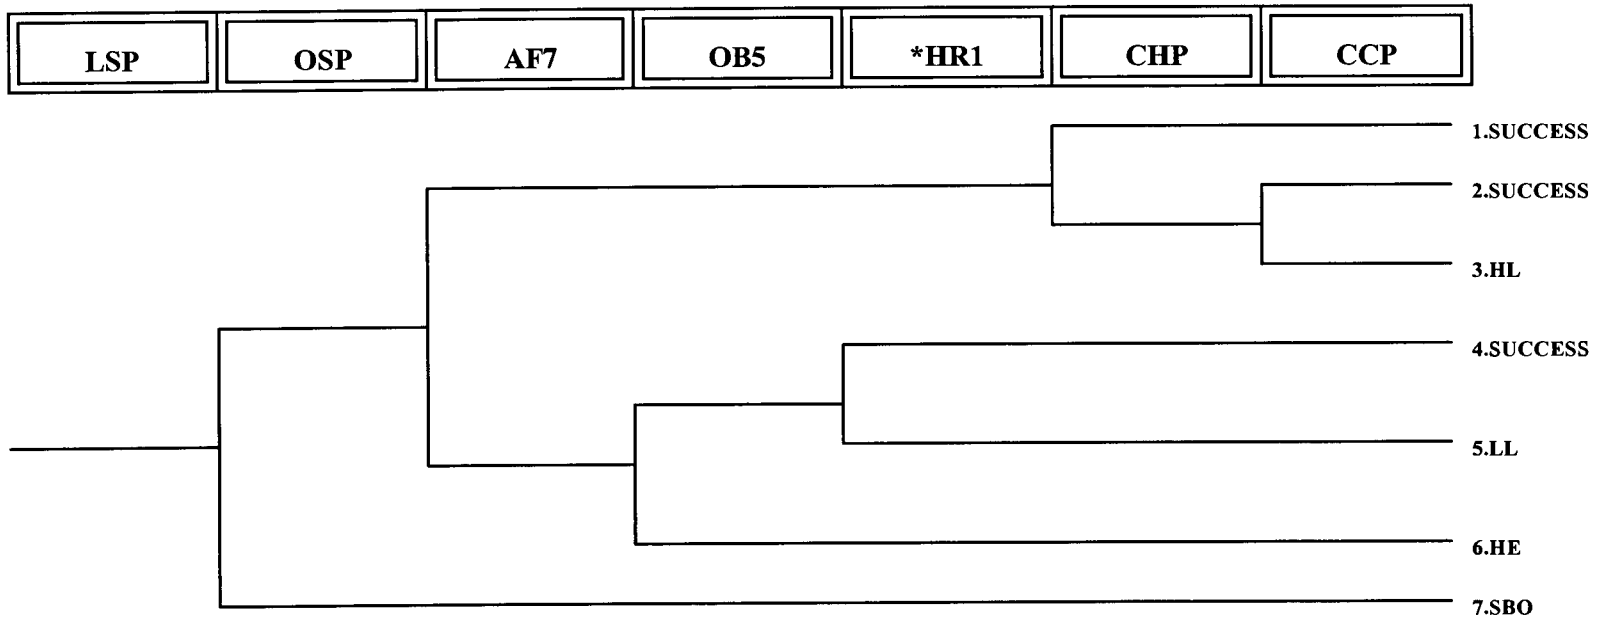 LSP OSP AF7 OB5 *HR1 CHP CCP
1.SUCCESS
2.SUCCESS
3.HL
4.SUCCESS
5.LL
6.HE
7.SBO